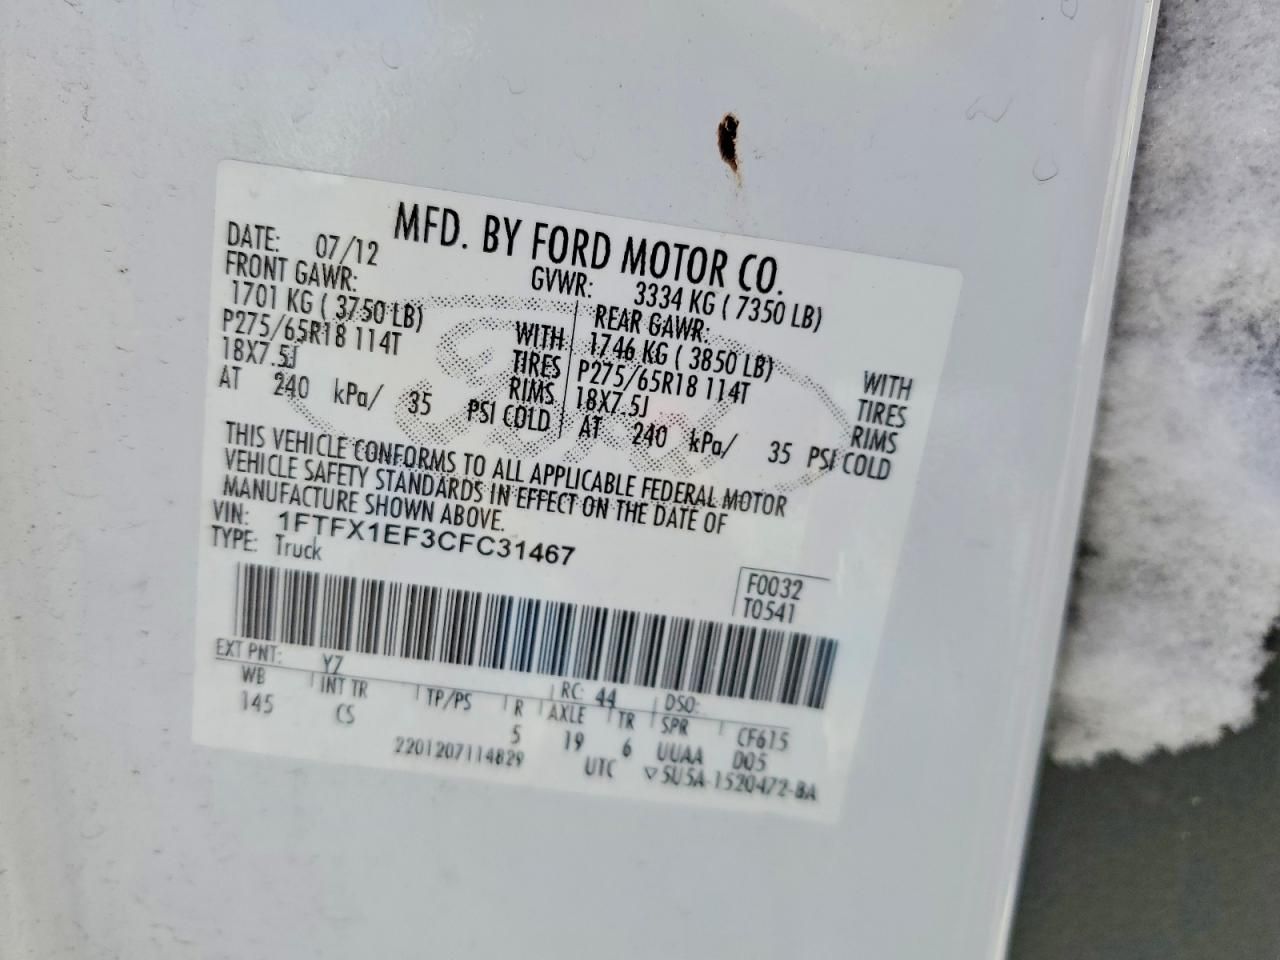 MFD. BY FORD MOTOR CO.
DATE: 07/12 GVWR: 3334 KG ( 7350 LB)
FRONT GAWR: REAR GAWR:
1701 KG ( 3750 LB) WITH 1746 KG ( 3850 LB) WITH
P275/65R18 114T TIRES P275/65R18 114T TIRES
18X7.5J RIMS 18X7.5J RIMS
AT 240 kPa/ 35 PSI COLD AT 240 kPa/ 35 PSI COLD
THIS VEHICLE CONFORMS TO ALL APPLICABLE FEDERAL MOTOR
VEHICLE SAFETY STANDARDS IN EFFECT ON THE DATE OF
MANUFACTURE SHOWN ABOVE.
VIN: 1FTFX1EF3CFC31467
TYPE: Truck
F0032
T0541
EXT PNT: YZ RC: 44 DSO:
WB INT TR TP/PS R AXLE TR SPR CF615
145 CS 5 19 6 UUAA D05
2201207114829 UTC ▽5U5A-1520472-BA